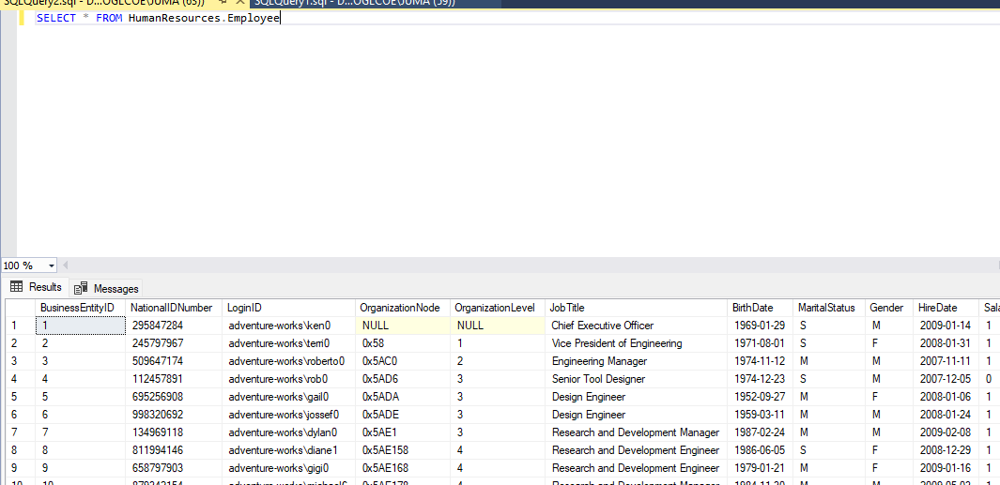 SQLQuery2.sql - D...OGLCOE\JUMA (63)) SQLQuery1.sql - D...OGLCOE\JUMA (59))
SELECT * FROM HumanResources.Employee
100 %
Results Messages
BusinessEntityID NationalIDNumber LoginID OrganizationNode OrganizationLevel JobTitle BirthDate MaritalStatus Gender HireDate Sala
1 1 295847284 adventure-works\ken0 NULL NULL Chief Executive Officer 1969-01-29 S M 2009-01-14 1
2 2 245797967 adventure-works\terri0 0x58 1 Vice President of Engineering 1971-08-01 S F 2008-01-31 1
3 3 509647174 adventure-works\roberto0 0x5AC0 2 Engineering Manager 1974-11-12 M M 2007-11-11 1
4 4 112457891 adventure-works\rob0 0x5AD6 3 Senior Tool Designer 1974-12-23 S M 2007-12-05 0
5 5 695256908 adventure-works\gail0 0x5ADA 3 Design Engineer 1952-09-27 M F 2008-01-06 1
6 6 998320692 adventure-works\jossef0 0x5ADE 3 Design Engineer 1959-03-11 M M 2008-01-24 1
7 7 134969118 adventure-works\dylan0 0x5AE1 3 Research and Development Manager 1987-02-24 M M 2009-02-08 1
8 8 811994146 adventure-works\diane1 0x5AE158 4 Research and Development Engineer 1986-06-05 S F 2008-12-29 1
9 9 658797903 adventure-works\gigi0 0x5AE168 4 Research and Development Engineer 1979-01-21 M F 2009-01-16 1
10 10 879342154 adventure-works\michael6 0x5AE178 4 Research and Development Manager 1984-11-30 M M 2009-05-03 1